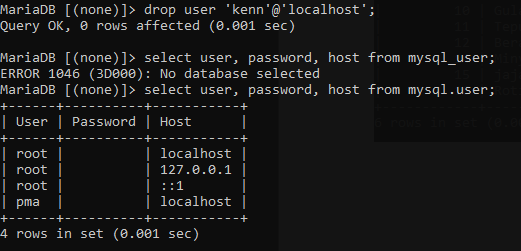 MariaDB [(none)]> drop user 'kenn'@'localhost';
Query OK, 0 rows affected (0.001 sec)
MariaDB [(none)]> select user, password, host from mysql_user;
ERROR 1046 (3D000): No database selected
MariaDB [(none)]> select user, password, host from mysql.user;
+------+----------+-----------+
| User | Password | Host      |
+------+----------+-----------+
| root |          | localhost |
| root |          | 127.0.0.1 |
| root |          | ::1       |
| pma  |          | localhost |
+------+----------+-----------+
4 rows in set (0.001 sec)